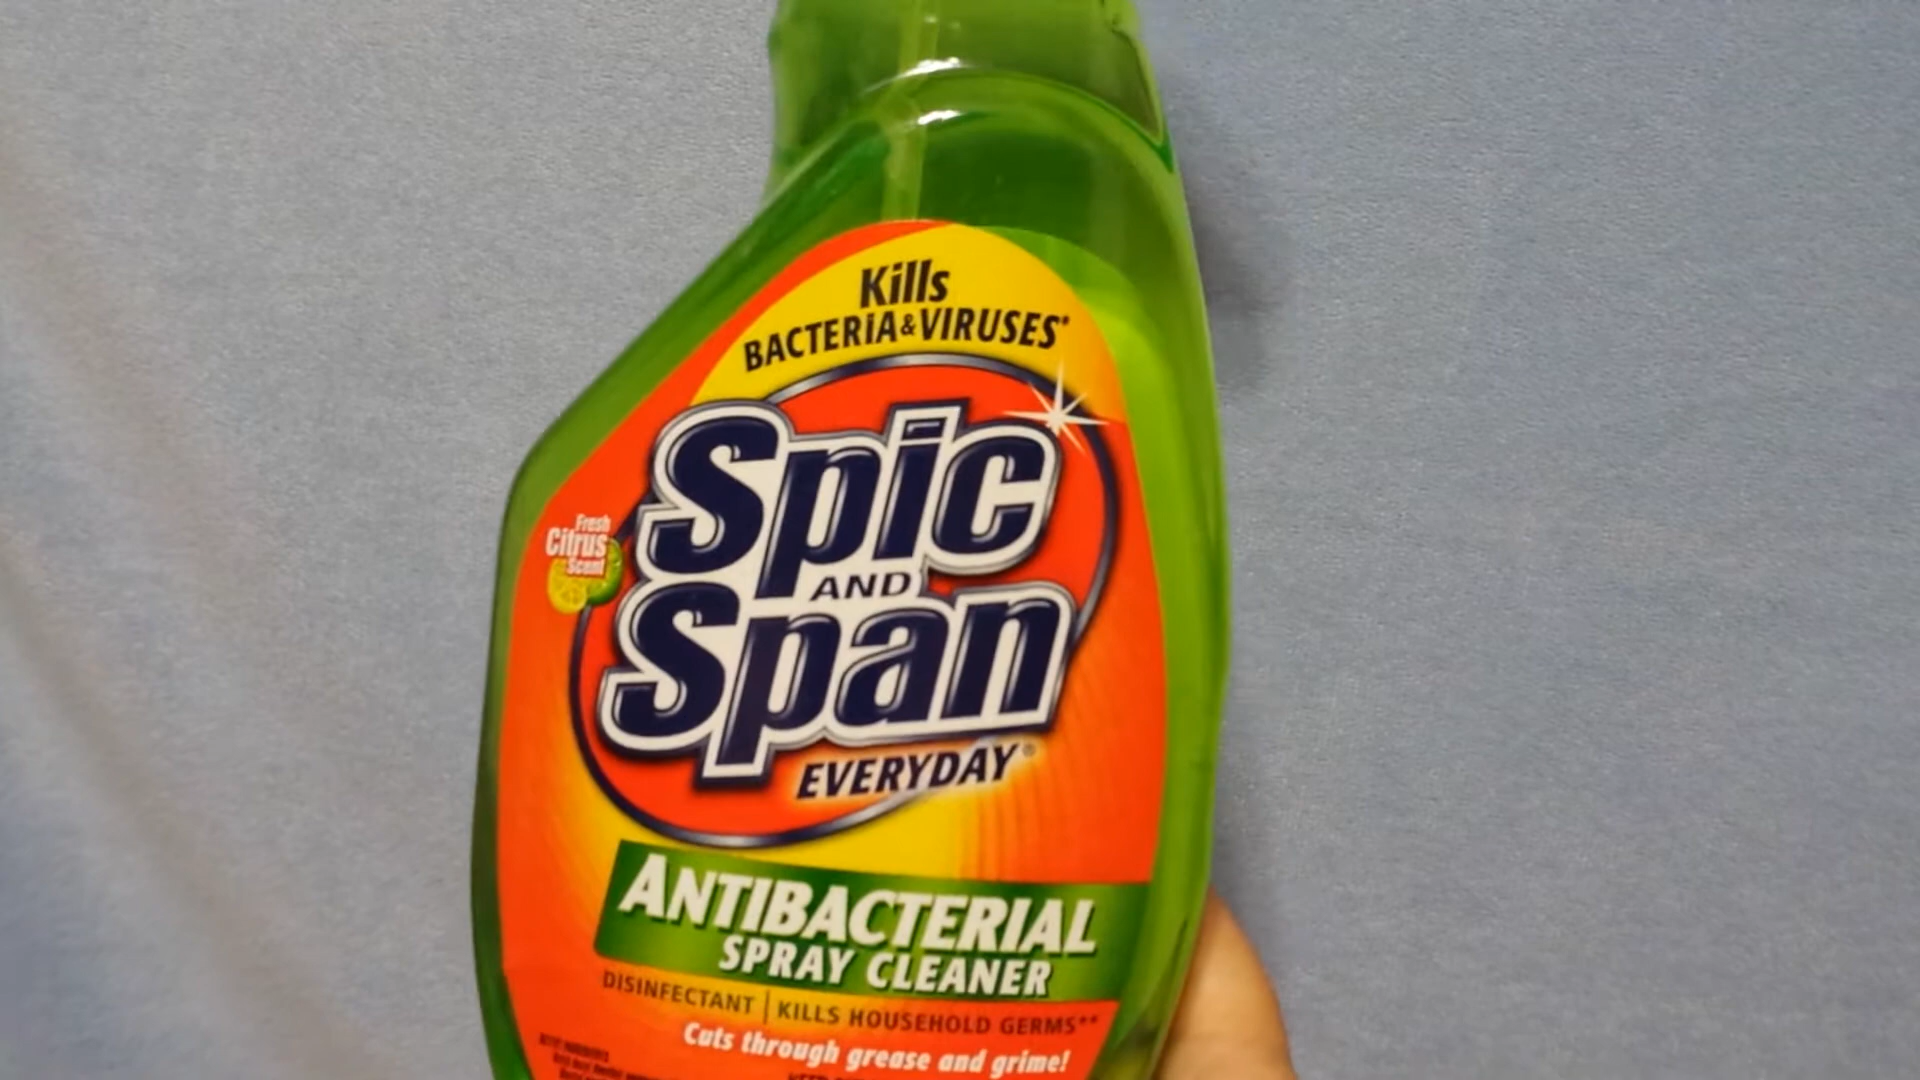 Kills
BACTERIA & VIRUSES*
Spic
AND
Span
EVERYDAY®
Fresh
Citrus
Scent
ANTIBACTERIAL
SPRAY CLEANER
DISINFECTANT | KILLS HOUSEHOLD GERMS**
Cuts through grease and grime!